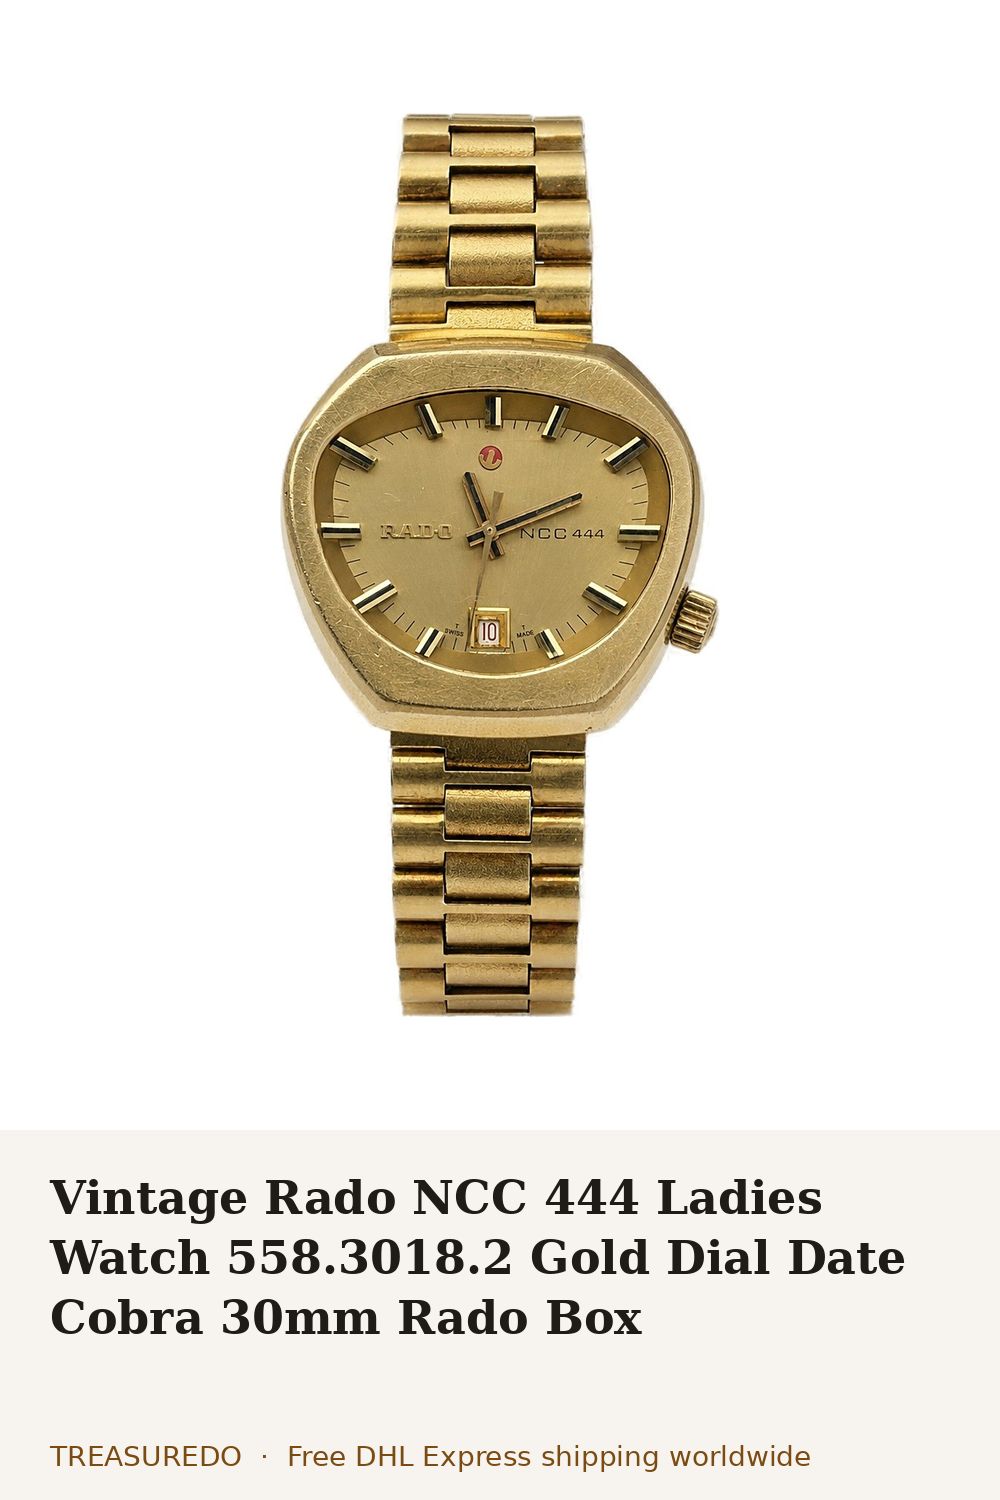 RADO NCC 444
T SWISS 10 T MADE
Vintage Rado NCC 444 Ladies
Watch 558.3018.2 Gold Dial Date
Cobra 30mm Rado Box
TREASUREDO · Free DHL Express shipping worldwide